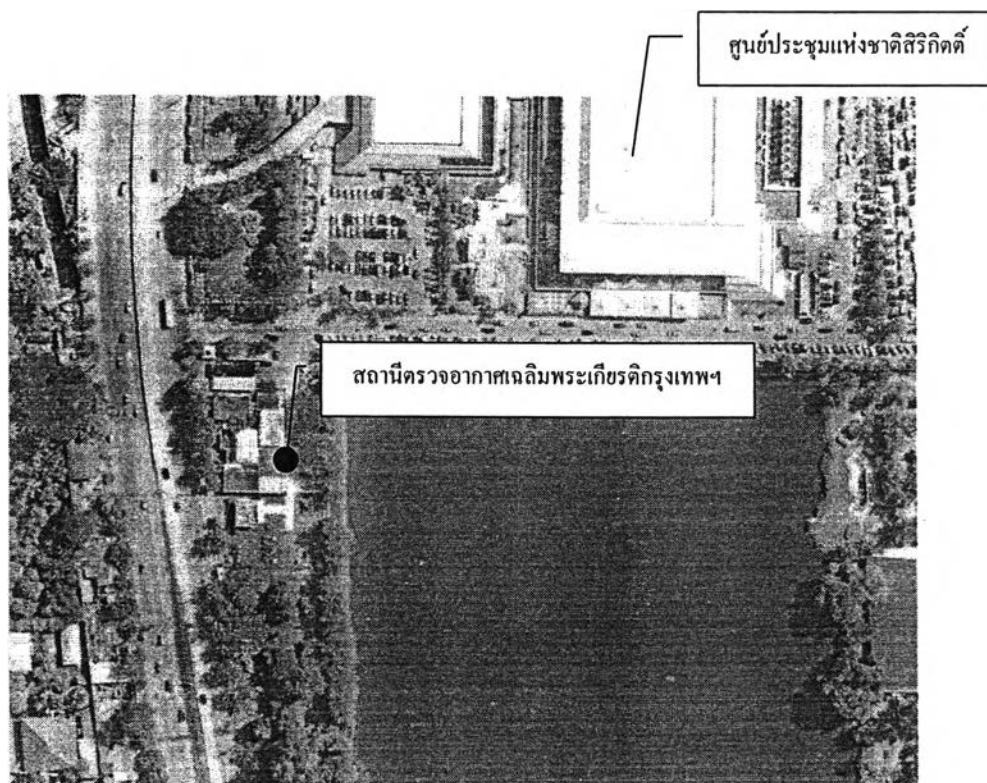 ศูนย์ประชุมแห่งชาติสิริกิตติ์
สถานีตรวจอากาศเฉลิมพระเกียรติกรุงเทพฯ